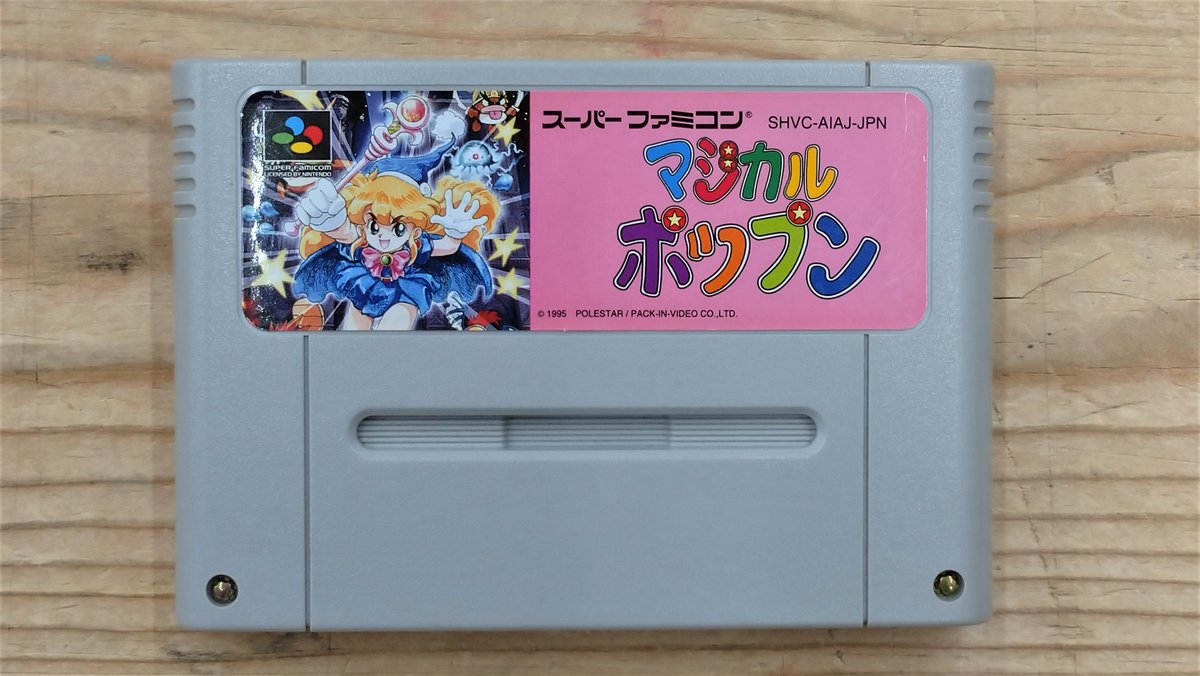 SUPER FAMICOM
LICENSED BY NINTENDO
スーパーファミコン® SHVC-AIAJ-JPN
マジカル
ポップン
© 1995 POLESTAR / PACK-IN-VIDEO CO.,LTD.